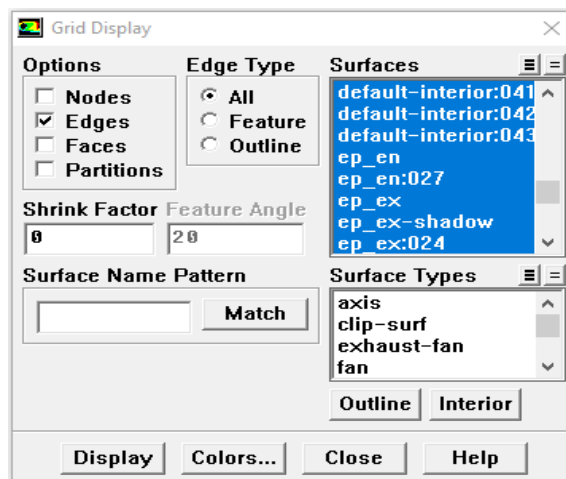 Grid Display
Options
Nodes
Edges
Faces
Partitions
Edge Type
All
Feature
Outline
Surfaces
default-interior:041
default-interior:042
default-interior:043
ep_en
ep_en:027
ep_ex
ep_ex-shadow
ep_ex:024
Shrink Factor Feature Angle
0 20
Surface Name Pattern
Match
Surface Types
axis
clip-surf
exhaust-fan
fan
Outline Interior
Display Colors... Close Help